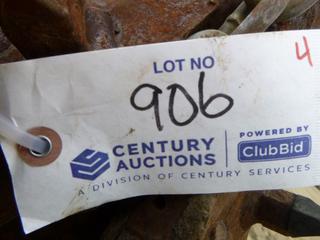 LOT NO
4
906
CENTURY
AUCTIONS
POWERED BY
ClubBid
A DIVISION OF CENTURY SERVICES